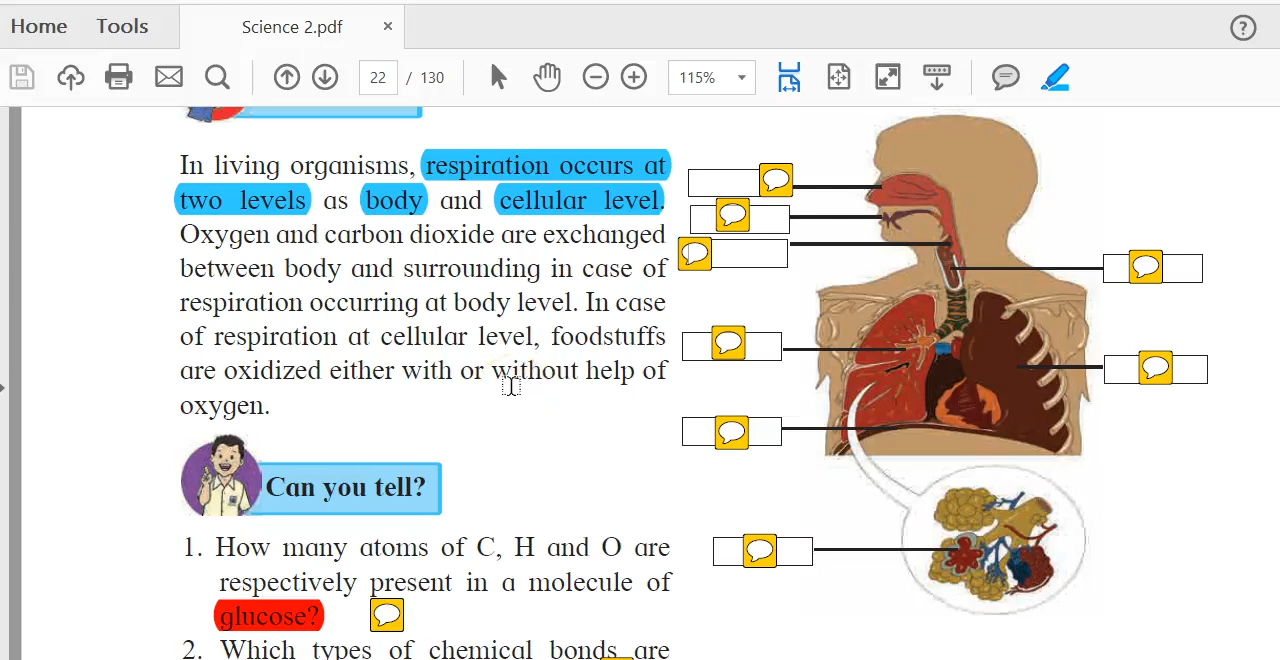 Home Tools Science 2.pdf ×
22 / 130 115%
In living organisms, respiration occurs at
two levels as body and cellular level.
Oxygen and carbon dioxide are exchanged
between body and surrounding in case of
respiration occurring at body level. In case
of respiration at cellular level, foodstuffs
are oxidized either with or without help of
oxygen.
Can you tell?
1. How many atoms of C, H and O are
respectively present in a molecule of
glucose?
2. Which types of chemical bonds are